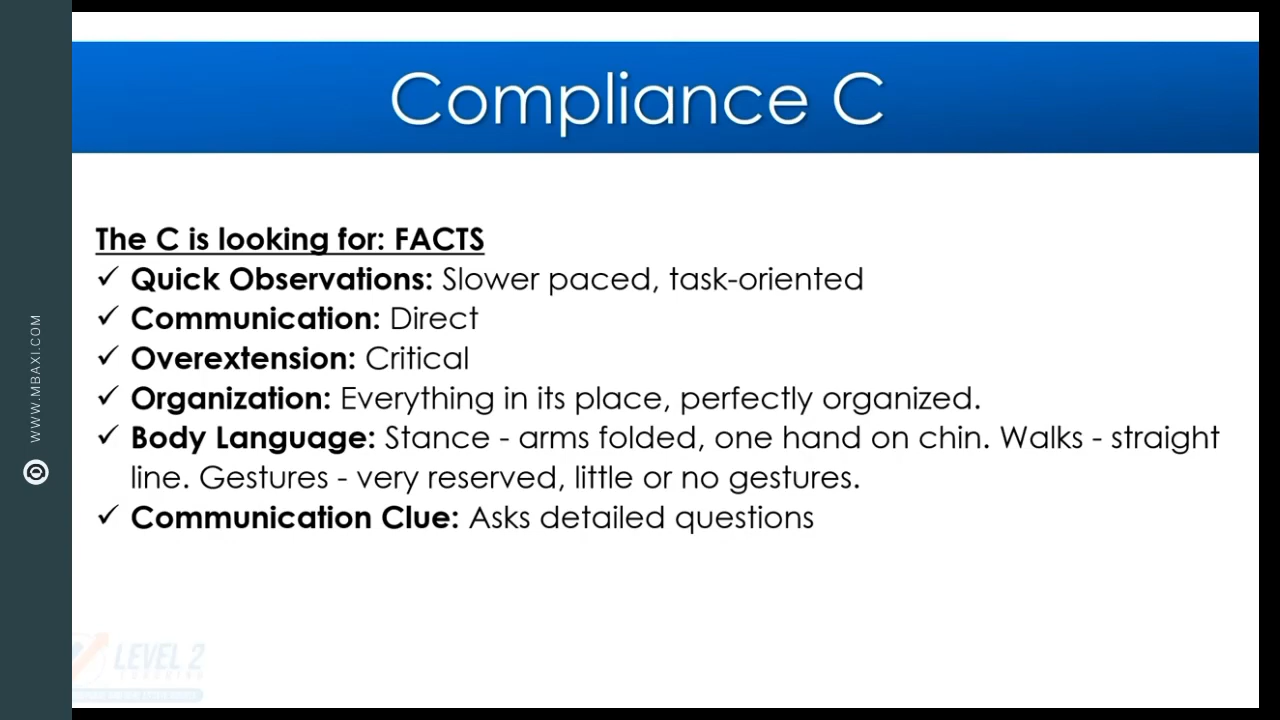 Compliance C
The C is looking for: FACTS
✓ Quick Observations: Slower paced, task-oriented
✓ Communication: Direct
✓ Overextension: Critical
✓ Organization: Everything in its place, perfectly organized.
✓ Body Language: Stance - arms folded, one hand on chin. Walks - straight
line. Gestures - very reserved, little or no gestures.
✓ Communication Clue: Asks detailed questions
WWW.MBAXI.COM
LEVEL 2